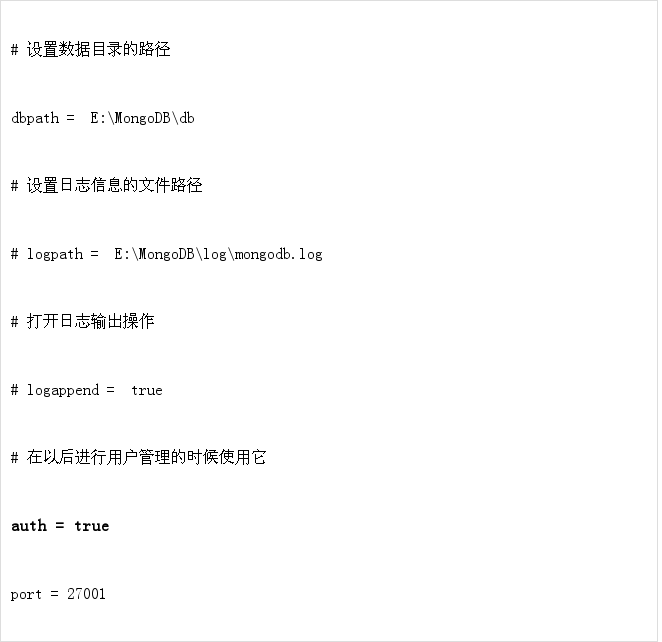 # 设置数据目录的路径
dbpath =  E:\MongoDB\db
# 设置日志信息的文件路径
# logpath =  E:\MongoDB\log\mongodb.log
# 打开日志输出操作
# logappend =  true
# 在以后进行用户管理的时候使用它
auth = true
port = 27001